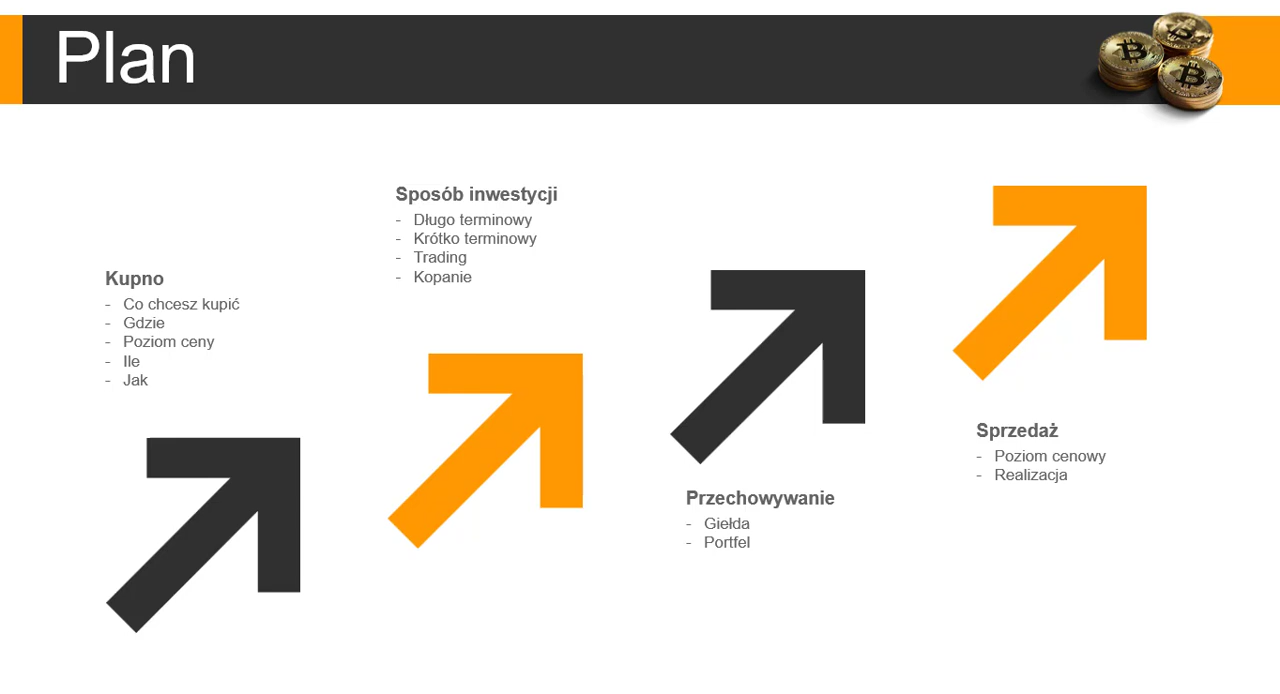 Plan
Kupno
- Co chcesz kupić
- Gdzie
- Poziom ceny
- Ile
- Jak
Sposób inwestycji
- Długo terminowy
- Krótko terminowy
- Trading
- Kopanie
Przechowywanie
- Giełda
- Portfel
Sprzedaż
- Poziom cenowy
- Realizacja